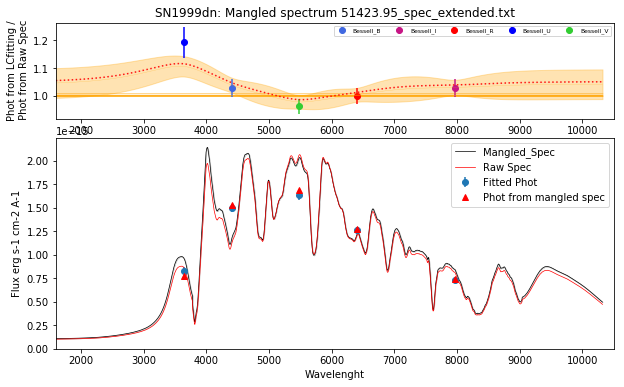 SN1999dn: Mangled spectrum 51423.95_spec_extended.txt
Phot from LCfitting /
Phot from Raw Spec
1.2
1.1
1.0
Bessell_B
Bessell_I
Bessell_R
Bessell_U
Bessell_V
2000 3000 4000 5000 6000 7000 8000 9000 10000
Flux erg s-1 cm-2 A-1
2.00
1.75
1.50
1.25
1.00
0.75
0.50
0.25
0.00
Mangled_Spec
Raw Spec
Fitted Phot
Phot from mangled spec
2000 3000 4000 5000 6000 7000 8000 9000 10000
Wavelenght